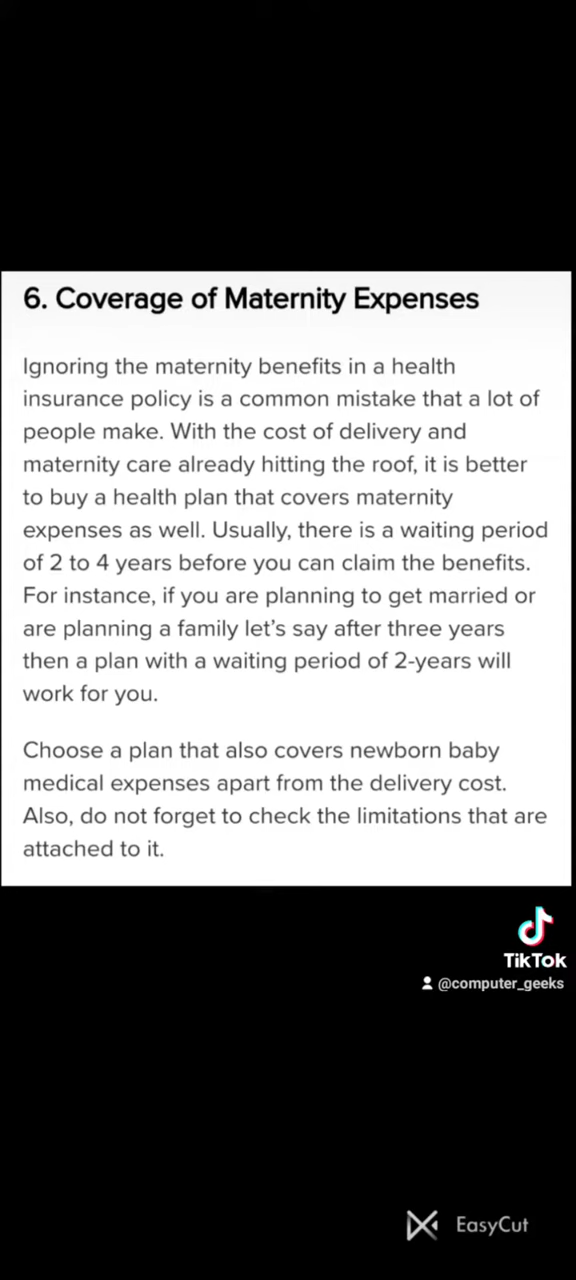 6. Coverage of Maternity Expenses
Ignoring the maternity benefits in a health
insurance policy is a common mistake that a lot of
people make. With the cost of delivery and
maternity care already hitting the roof, it is better
to buy a health plan that covers maternity
expenses as well. Usually, there is a waiting period
of 2 to 4 years before you can claim the benefits.
For instance, if you are planning to get married or
are planning a family let’s say after three years
then a plan with a waiting period of 2-years will
work for you.
Choose a plan that also covers newborn baby
medical expenses apart from the delivery cost.
Also, do not forget to check the limitations that are
attached to it.
TikTok
@computer_geeks
EasyCut